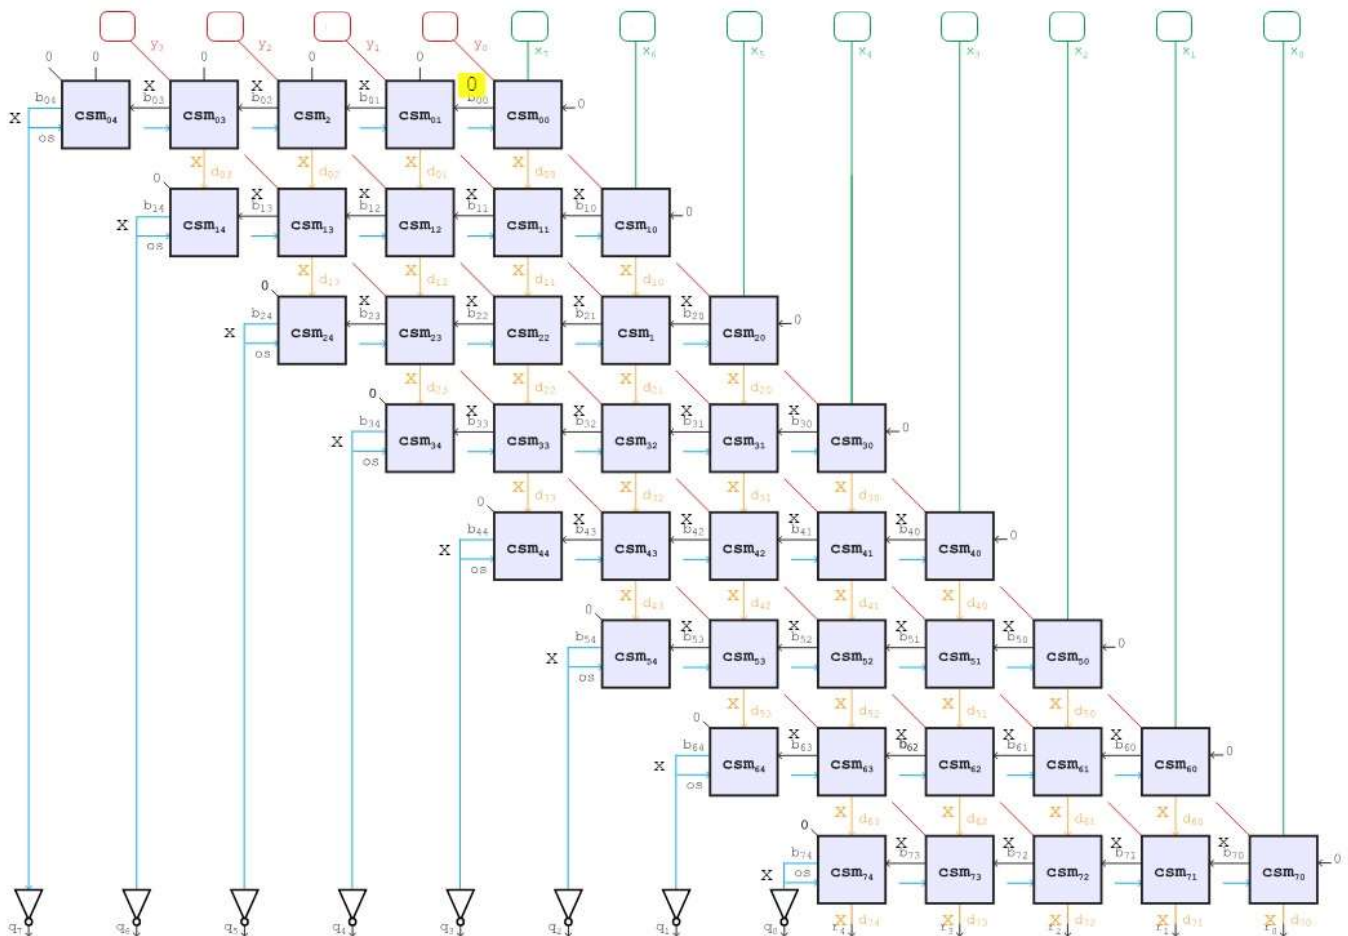 y₃ y₂ y₁ y₀ x₇ x₆ x₅ x₄ x₃ x₂ x₁ x₀
0 0 0 0
X X X 0
b₀₄ b₀₃ b₀₂ b₀₁ b₀₀ 0
X csm₀₄ csm₀₃ csm₂ csm₀₁ csm₀₀
os
X d₀₃ X d₀₂ X d₀₁ X d₀₀
0
X X X X
b₁₄ b₁₃ b₁₂ b₁₁ b₁₀ 0
X csm₁₄ csm₁₃ csm₁₂ csm₁₁ csm₁₀
os
X d₁₃ X d₁₂ X d₁₁ X d₁₀
0
X X X X
b₂₄ b₂₃ b₂₂ b₂₁ b₂₀ 0
X csm₂₄ csm₂₃ csm₂₂ csm₁ csm₂₀
os
X d₂₃ X d₂₂ X d₂₁ X d₂₀
0
X X X X
b₃₄ b₃₃ b₃₂ b₃₁ b₃₀ 0
X csm₃₄ csm₃₃ csm₃₂ csm₃₁ csm₃₀
os
X d₃₃ X d₃₂ X d₃₁ X d₃₀
0
X X X X
b₄₄ b₄₃ b₄₂ b₄₁ b₄₀ 0
X csm₄₄ csm₄₃ csm₄₂ csm₄₁ csm₄₀
os
X d₄₃ X d₄₂ X d₄₁ X d₄₀
0
X X X X
b₅₄ b₅₃ b₅₂ b₅₁ b₅₀ 0
X csm₅₄ csm₅₃ csm₅₂ csm₅₁ csm₅₀
os
X d₅₃ X d₅₂ X d₅₁ X d₅₀
0
X X X X
b₆₄ b₆₃ b₆₂ b₆₁ b₆₀ 0
X csm₆₄ csm₆₃ csm₆₂ csm₆₁ csm₆₀
os
X d₆₃ X d₆₂ X d₆₁ X d₆₀
0
X X X X
b₇₄ b₇₃ b₇₂ b₇₁ b₇₀ 0
X os csm₇₄ csm₇₃ csm₇₂ csm₇₁ csm₇₀
X d₇₄ X d₇₃ X d₇₂ X d₇₁ X d₇₀
q₇ q₆ q₅ q₄ q₃ q₂ q₁ q₀ r₄ r₃ r₂ r₁ r₀